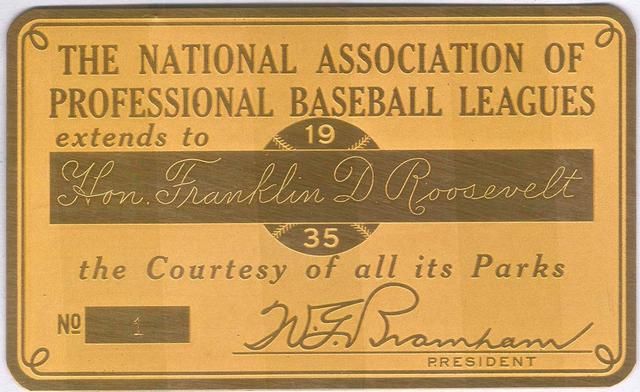 THE NATIONAL ASSOCIATION OF
PROFESSIONAL BASEBALL LEAGUES
extends to
19
Hon. Franklin D Roosevelt
35
the Courtesy of all its Parks
No 1
W.F. Bramham
PRESIDENT